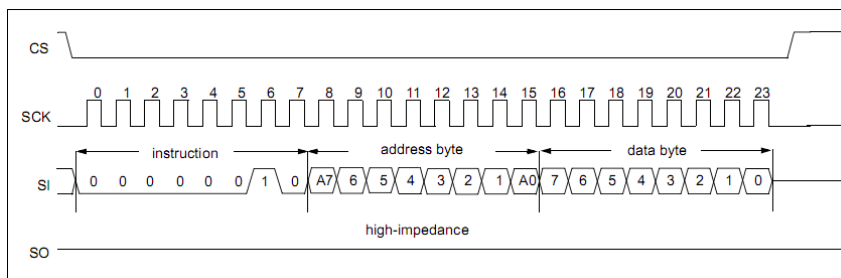 CS
0 1 2 3 4 5 6 7 8 9 10 11 12 13 14 15 16 17 18 19 20 21 22 23
SCK
instruction address byte data byte
SI 0 0 0 0 0 0 1 0 A7 6 5 4 3 2 1 A0 7 6 5 4 3 2 1 0
high-impedance
SO